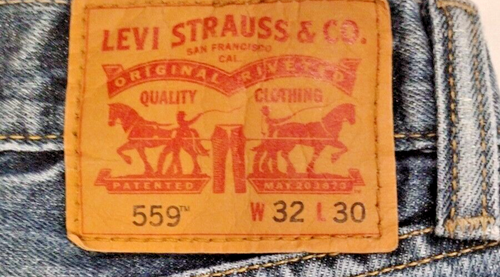 LEVI STRAUSS & CO.
SAN FRANCISCO
CAL.
ORIGINAL RIVETED
QUALITY CLOTHING
PATENTED MAY 20 1873
559™ W 32 L 30